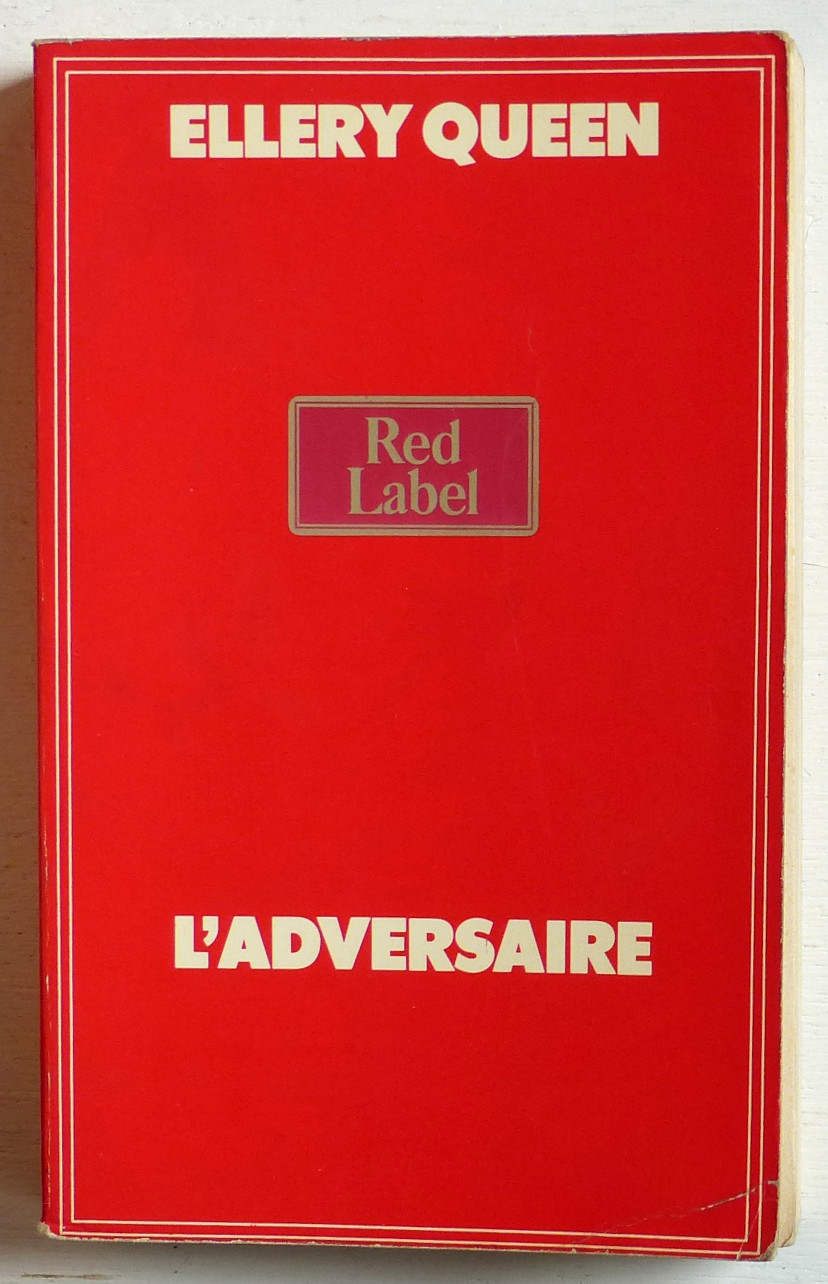 ELLERY QUEEN
Red
Label
L'ADVERSAIRE